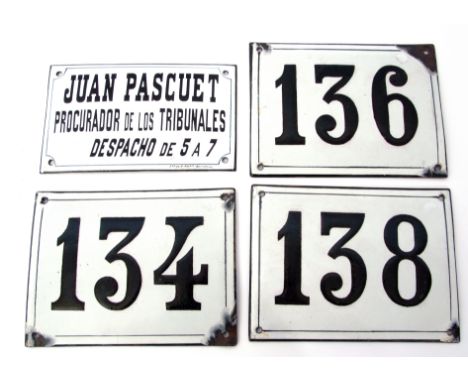 JUAN PASCUET
PROCURADOR DE LOS TRIBUNALES
DESPACHO DE 5 A 7
136
134
138